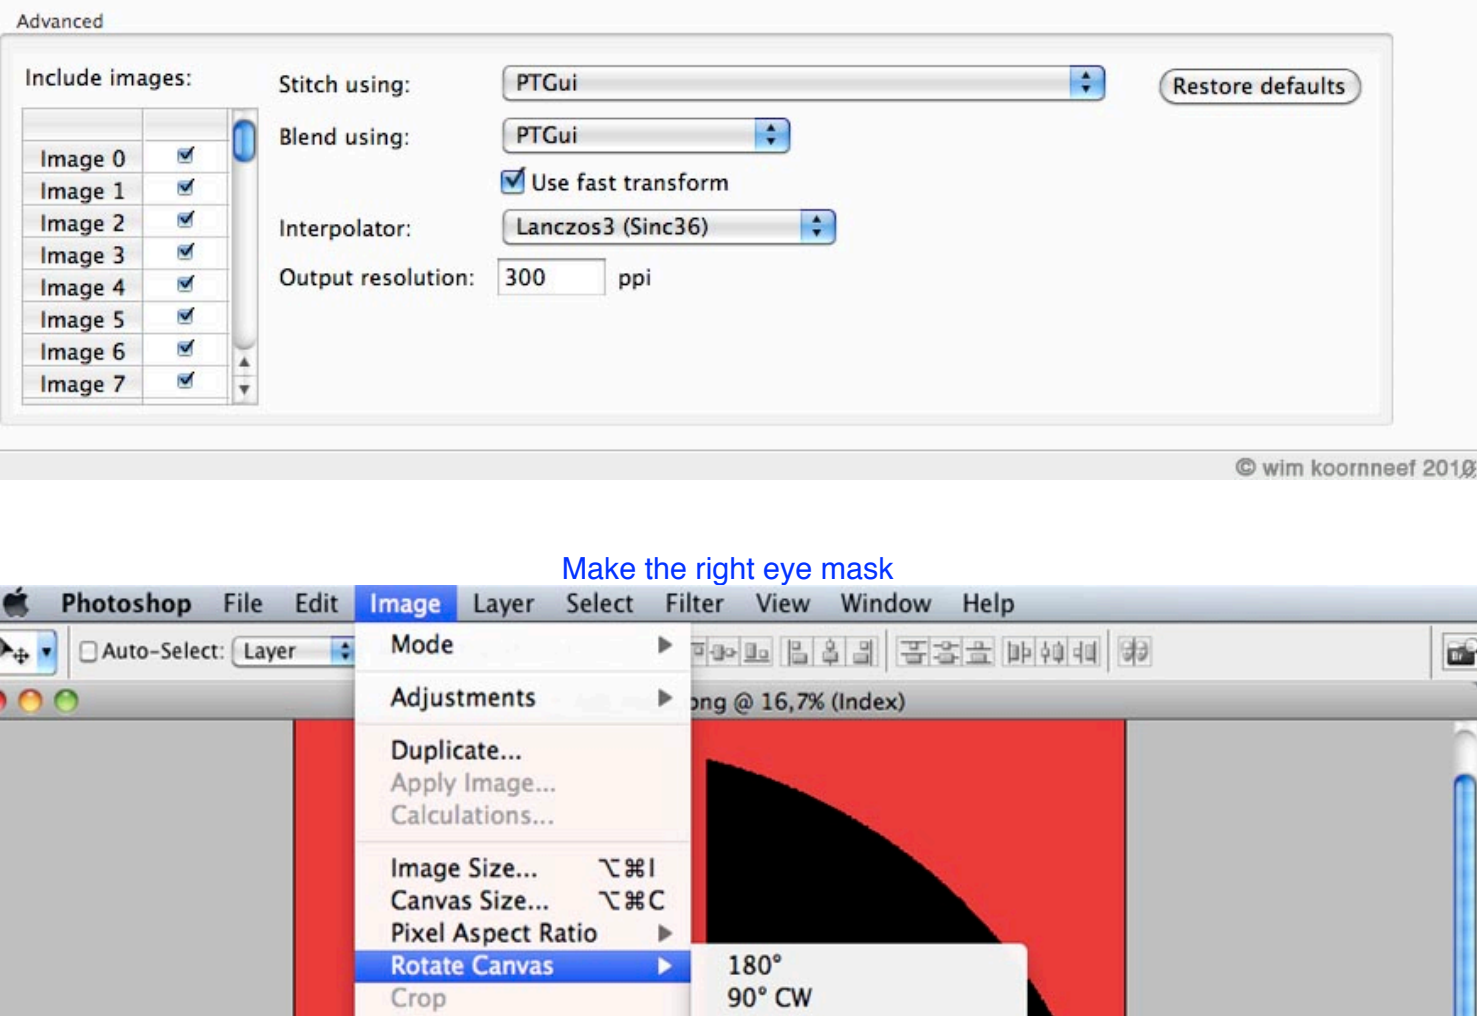 Advanced
Include images:
Image 0
Image 1
Image 2
Image 3
Image 4
Image 5
Image 6
Image 7
Stitch using: PTGui
Restore defaults
Blend using: PTGui
Use fast transform
Interpolator: Lanczos3 (Sinc36)
Output resolution: 300 ppi
© wim koornneef 2010
Make the right eye mask
Photoshop File Edit Image Layer Select Filter View Window Help
Auto-Select: Layer
png @ 16,7% (Index)
Mode
Adjustments
Duplicate...
Apply Image...
Calculations...
Image Size... ⌥⌘I
Canvas Size... ⌥⌘C
Pixel Aspect Ratio
Rotate Canvas
Crop
180°
90° CW